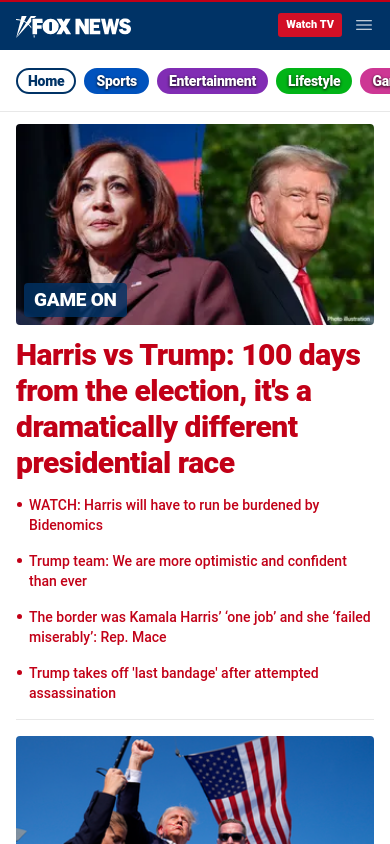 FOX NEWS
Watch TV
Home
Sports
Entertainment
Lifestyle
Ga
GAME ON
Photo illustration
Harris vs Trump: 100 days
from the election, it's a
dramatically different
presidential race
• WATCH: Harris will have to run be burdened by
Bidenomics
• Trump team: We are more optimistic and confident
than ever
• The border was Kamala Harris’ ‘one job’ and she ‘failed
miserably’: Rep. Mace
• Trump takes off 'last bandage' after attempted
assassination